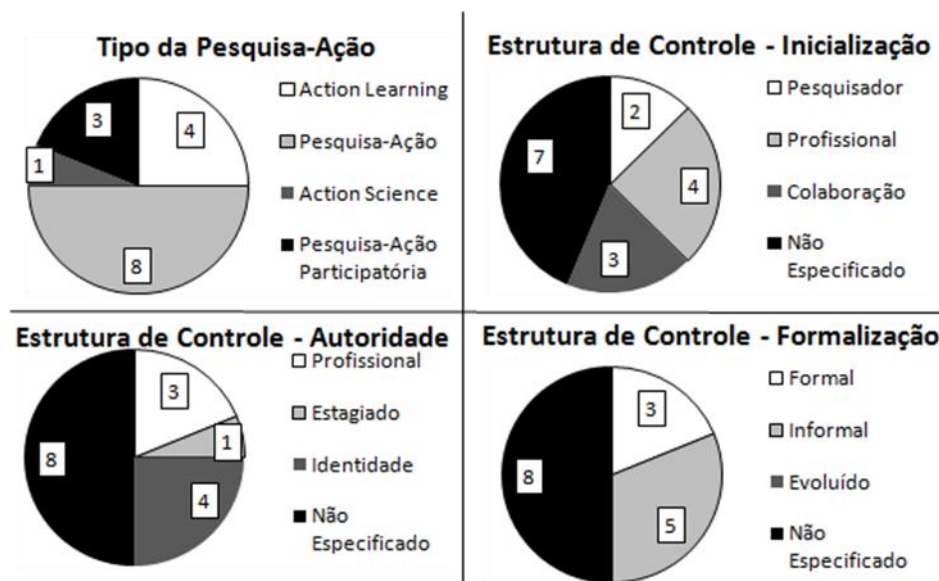 Tipo da Pesquisa-Ação
Action Learning
Pesquisa-Ação
Action Science
Pesquisa-Ação
Participatória
3
4
1
8
Estrutura de Controle - Inicialização
Pesquisador
Profissional
Colaboração
Não
Especificado
2
7
4
3
Estrutura de Controle - Autoridade
Profissional
Estagiado
Identidade
Não
Especificado
3
1
8
4
Estrutura de Controle - Formalização
Formal
Informal
Evoluído
Não
Especificado
3
8
5